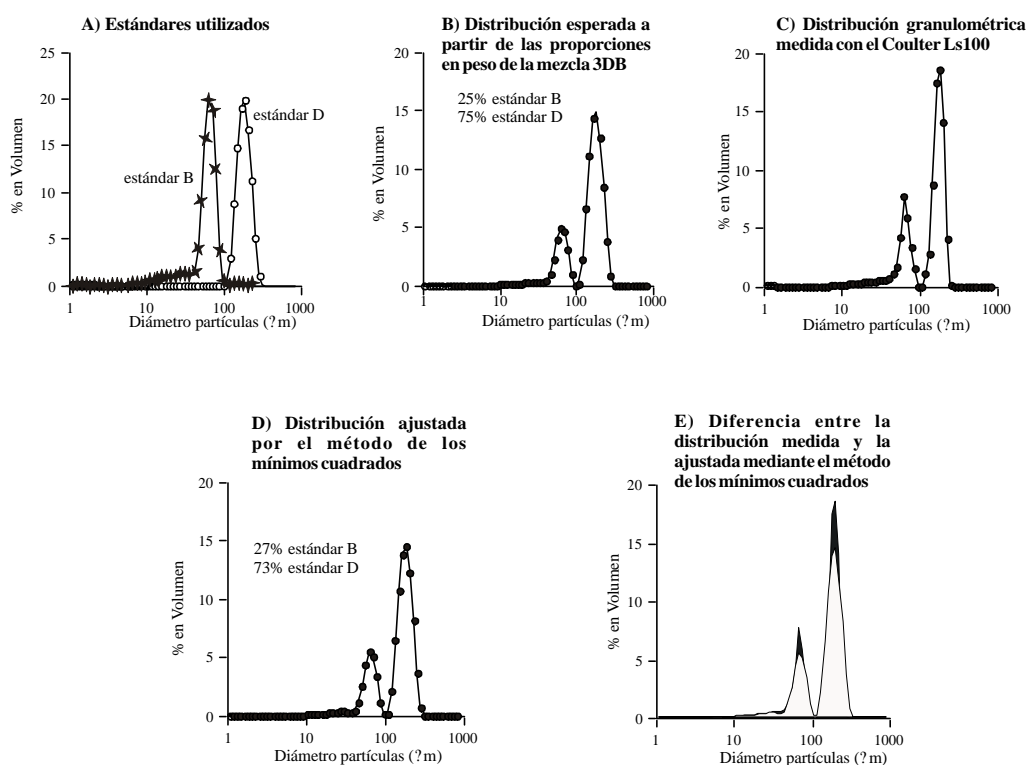 A) Estándares utilizados
25
20
15
10
5
0
% en Volumen
estándar B
estándar D
1
10
100
1000
Diámetro partículas (?m)
B) Distribución esperada a
partir de las proporciones
en peso de la mezcla 3DB
20
15
10
5
0
% en Volumen
25% estándar B
75% estándar D
1
10
100
1000
Diámetro partículas (?m)
C) Distribución granulométrica
medida con el Coulter Ls100
20
15
10
5
0
% en Volumen
1
10
100
1000
Diámetro partículas (?m)
D) Distribución ajustada
por el método de los
mínimos cuadrados
20
15
10
5
0
% en Volumen
27% estándar B
73% estándar D
1
10
100
1000
Diámetro partículas (?m)
E) Diferencia entre la
distribución medida y la
ajustada mediante el método
de los mínimos cuadrados
20
15
10
5
0
% en Volumen
1
10
100
1000
Diámetro partículas (?m)